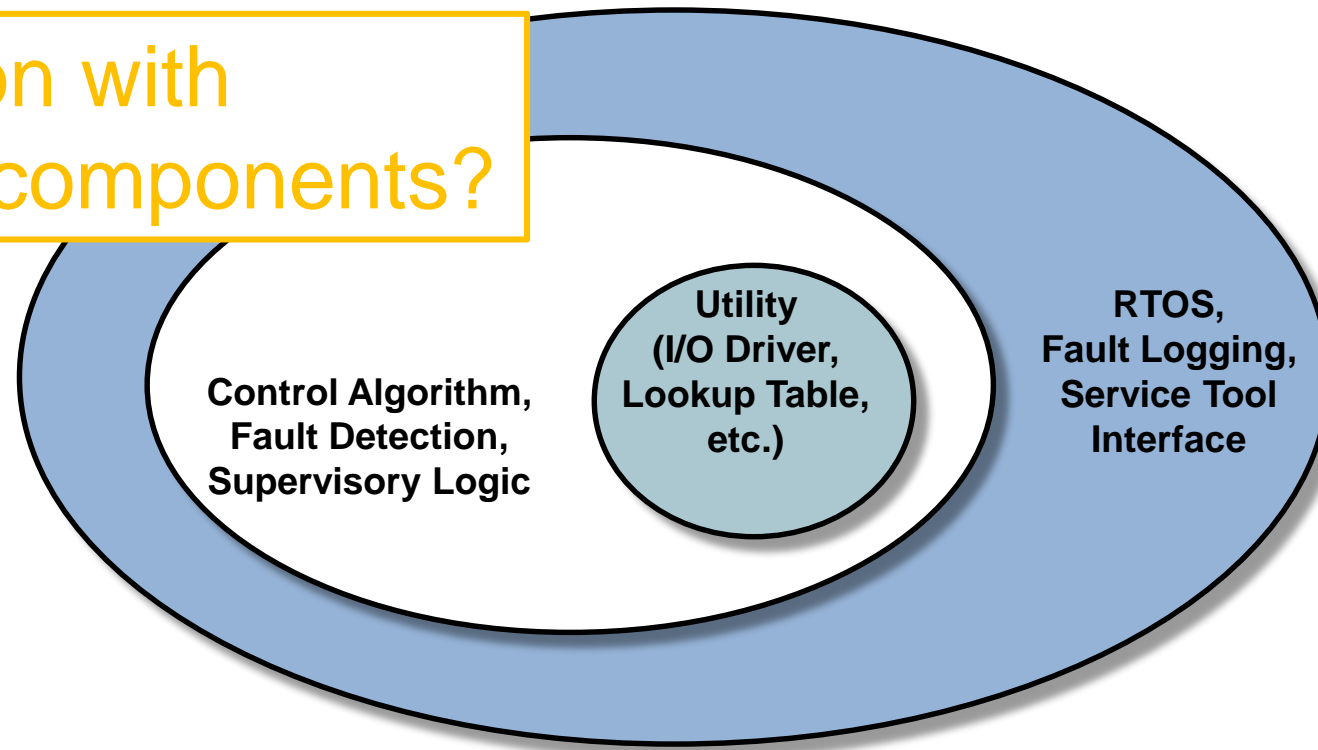 on with
components?
Utility
(I/O Driver,
Lookup Table,
etc.)
Control Algorithm,
Fault Detection,
Supervisory Logic
RTOS,
Fault Logging,
Service Tool
Interface